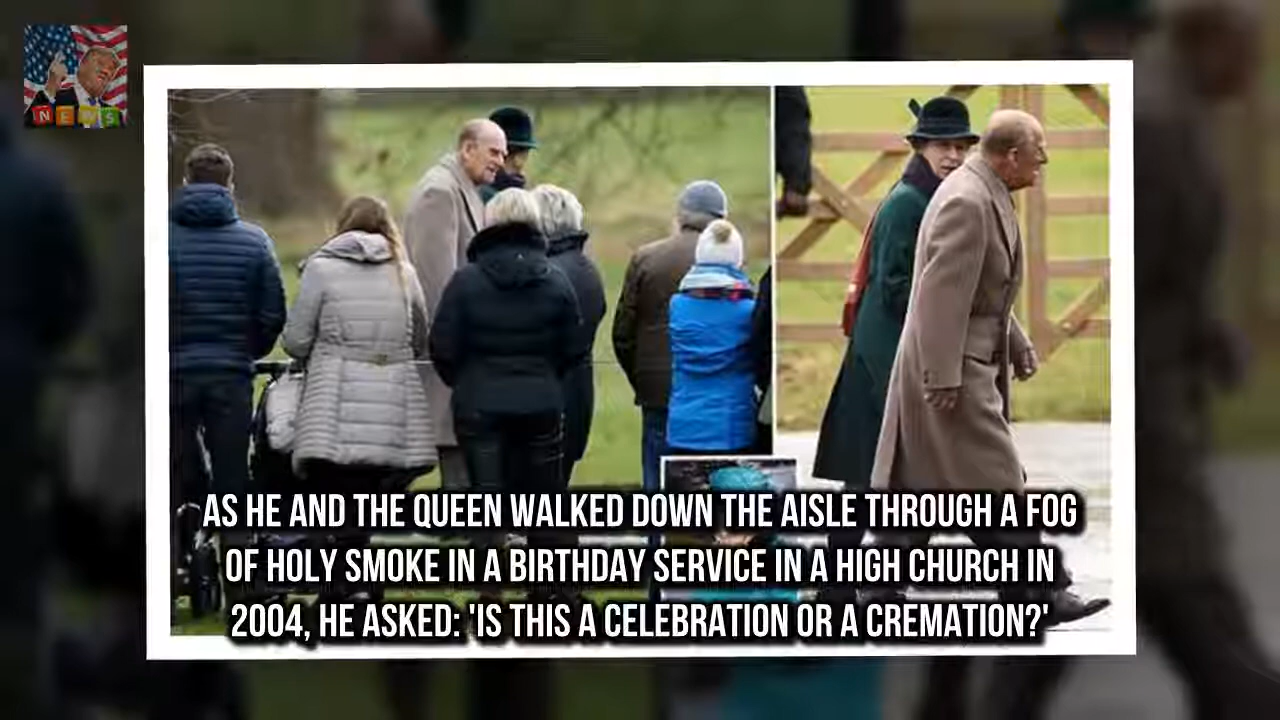 NEWS
AS HE AND THE QUEEN WALKED DOWN THE AISLE THROUGH A FOG
OF HOLY SMOKE IN A BIRTHDAY SERVICE IN A HIGH CHURCH IN
2004, HE ASKED: 'IS THIS A CELEBRATION OR A CREMATION?'